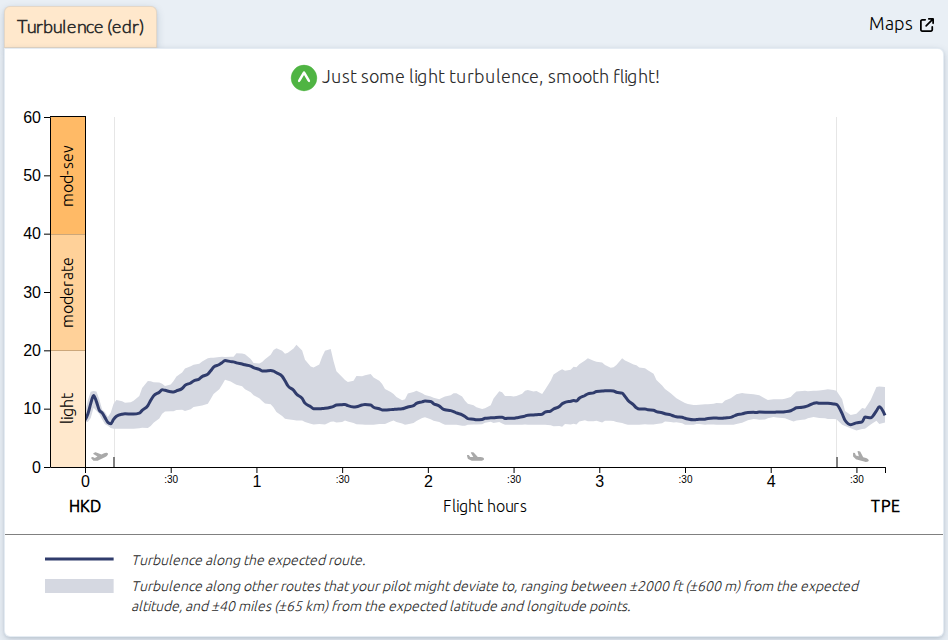 Turbulence (edr)
Maps
Just some light turbulence, smooth flight!
60
50
40
30
20
10
0
mod-sev
moderate
light
0 :30 1 :30 2 :30 3 :30 4 :30
HKD Flight hours TPE
Turbulence along the expected route.
Turbulence along other routes that your pilot might deviate to, ranging between ±2000 ft (±600 m) from the expected
altitude, and ±40 miles (±65 km) from the expected latitude and longitude points.